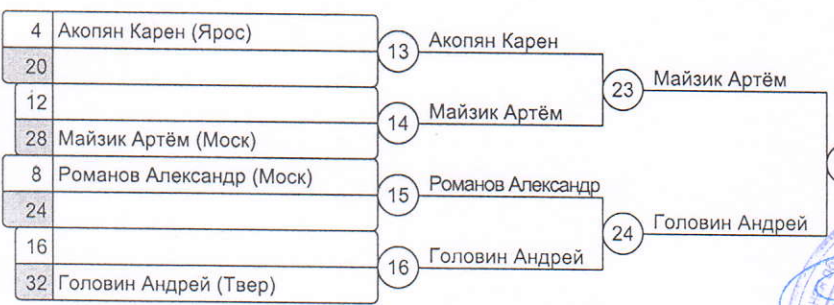 4 Акопян Карен (Ярос)
20
12
28 Майзик Артём (Моск)
8 Романов Александр (Моск)
24
16
32 Головин Андрей (Твер)
13 Акопян Карен
14 Майзик Артём
15 Романов Александр
16 Головин Андрей
23 Майзик Артём
24 Головин Андрей